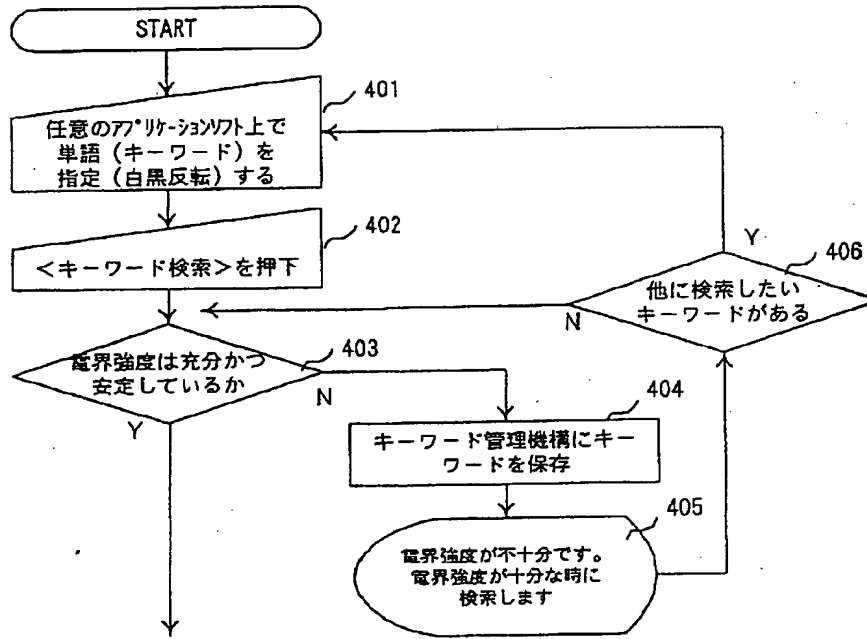 START
401
任意のアプリケーションソフト上で
単語（キーワード）を
指定（白黒反転）する
402
＜キーワード検索＞を押下
Y
406
他に検索したい
キーワードがある
N
403
電界強度は充分かつ
安定しているか
N
Y
404
キーワード管理機構にキー
ワードを保存
405
電界強度が不十分です。
電界強度が十分な時に
検索します